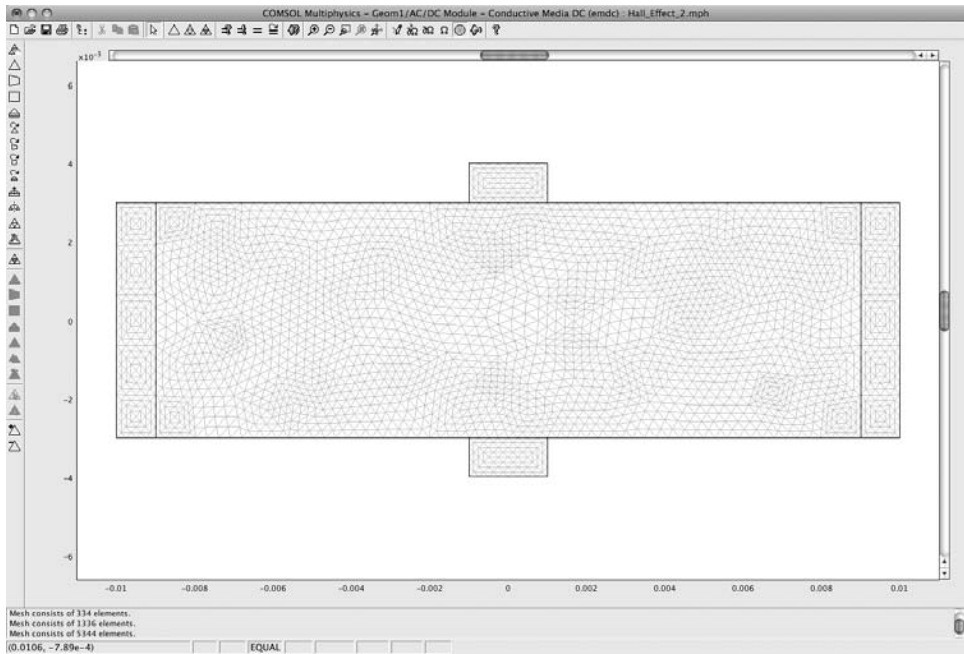 COMSOL Multiphysics – Geom1/AC/DC Module – Conductive Media DC (emdc) : Hall_Effect_2.mph
×10⁻³
6
4
2
0
−2
−4
−6
−0.01 −0.008 −0.006 −0.004 −0.002 0 0.002 0.004 0.006 0.008 0.01
Mesh consists of 334 elements.
Mesh consists of 1336 elements.
Mesh consists of 5344 elements.
(0.0106, −7.89e−4) EQUAL